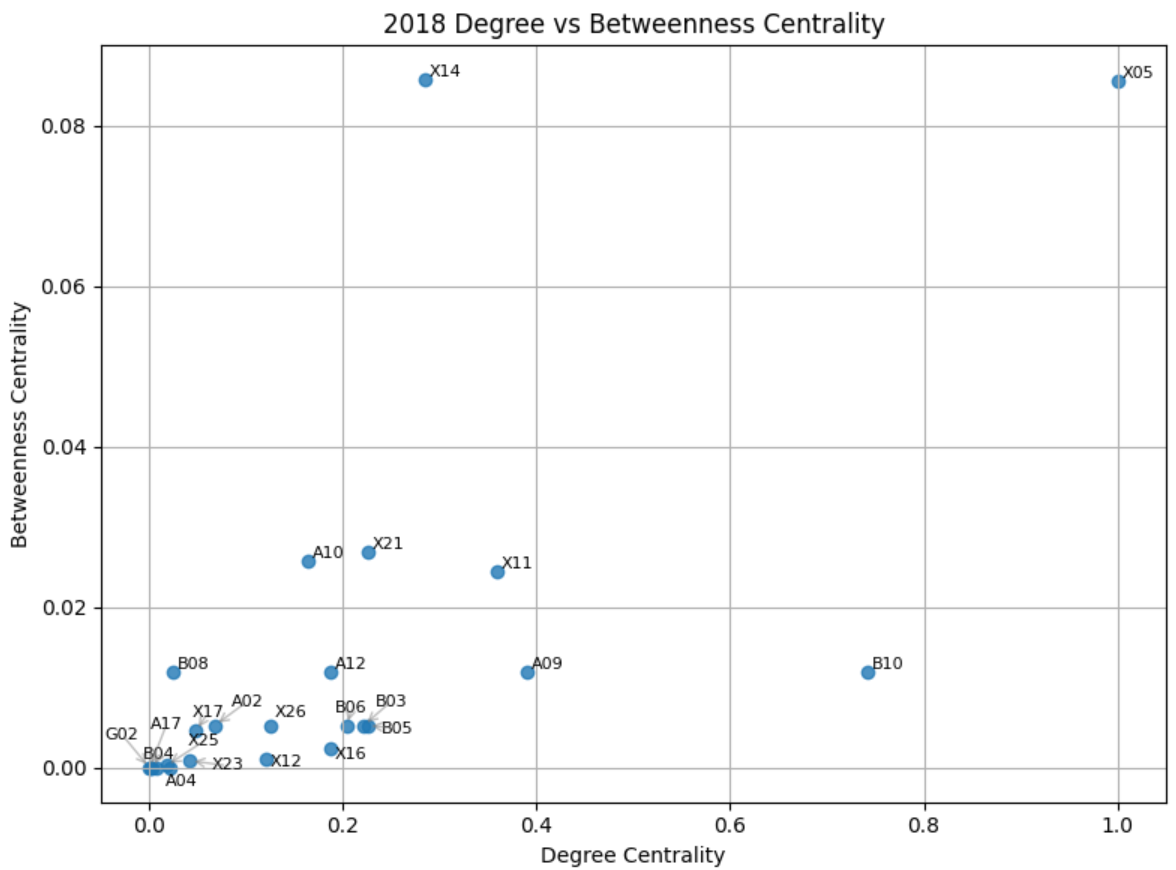 2018 Degree vs Betweenness Centrality
X14
X05
0.08
0.06
Betweenness Centrality
0.04
A10
X21
X11
0.02
B08
A12
A09
B10
X17
A02
X26
B06
B03
G02
A17
X25
B05
B04
X23
X12
X16
0.00
A04
0.0
0.2
0.4
0.6
0.8
1.0
Degree Centrality